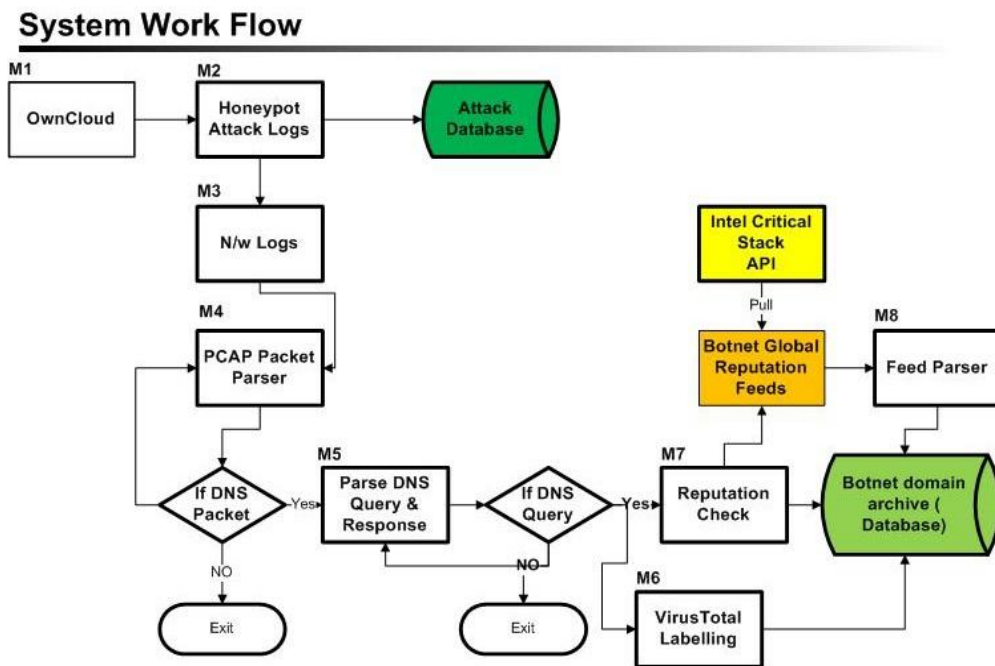 System Work Flow
M1
OwnCloud
M2
Honeypot
Attack Logs
Attack
Database
M3
N/w Logs
Intel Critical
Stack
API
Pull
M4
PCAP Packet
Parser
Botnet Global
Reputation
Feeds
M8
Feed Parser
If DNS
Packet
Yes
M5
Parse DNS
Query &
Response
If DNS
Query
Yes
M7
Reputation
Check
Botnet domain
archive (
Database)
NO
NO
Exit
Exit
M6
VirusTotal
Labelling